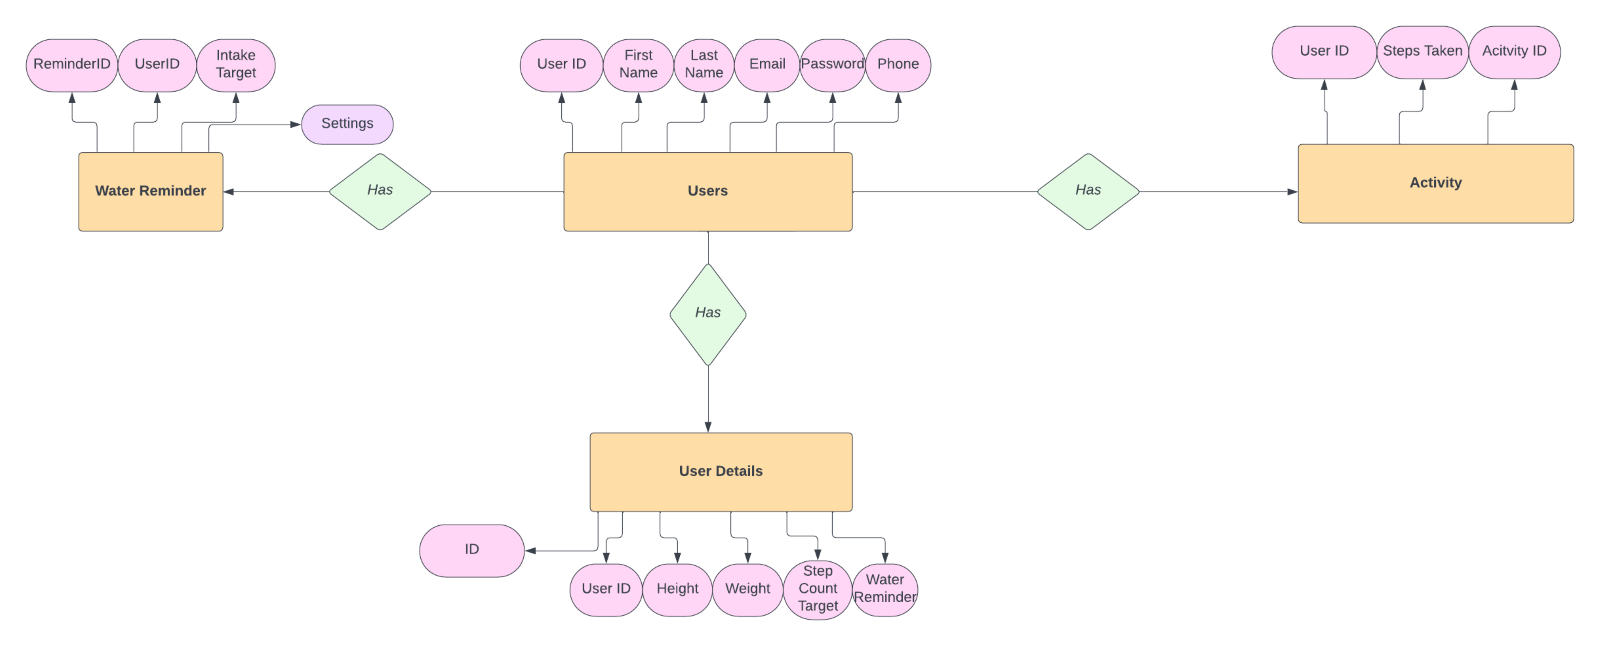 ReminderID
UserID
Intake
Target
Settings
Water Reminder
Has
User ID
First
Name
Last
Name
Email
Password
Phone
Users
Has
User ID
Steps Taken
Acitvity ID
Activity
Has
User Details
ID
User ID
Height
Weight
Step
Count
Target
Water
Reminder